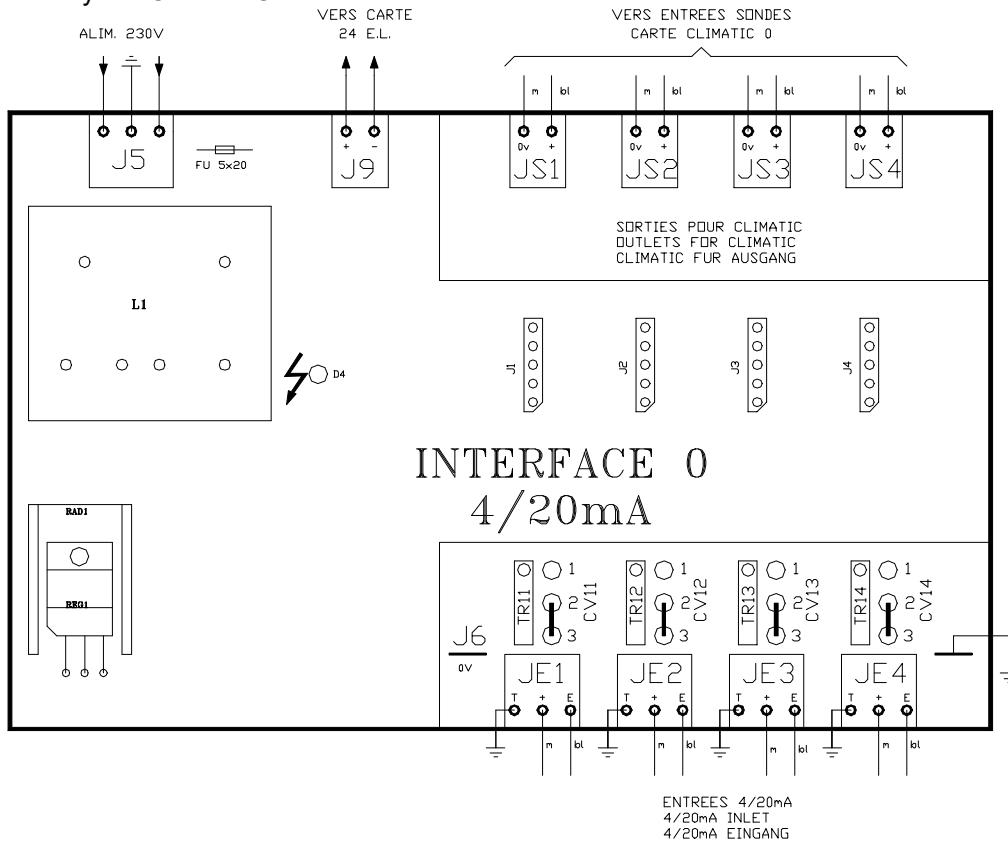 VERS CARTE
24 E.L.
VERS ENTREES SONDES
CARTE CLIMATIC 0
ALIM. 230V
m bl m bl m bl m bl
+ - 0v + 0v + 0v + 0v +
J5 J9 JS1 JS2 JS3 JS4
FU 5x20
SORTIES POUR CLIMATIC
OUTLETS FOR CLIMATIC
CLIMATIC FUR AUSGANG
L1
J1 J2 J3 J4
D4
INTERFACE 0
4/20mA
RAD1
REG1
TR11 1 2 3 CV11
TR12 1 2 3 CV12
TR13 1 2 3 CV13
TR14 1 2 3 CV14
J6
0V
JE1 JE2 JE3 JE4
T + E T + E T + E T + E
m bl m bl m bl m bl
ENTREES 4/20mA
4/20mA INLET
4/20mA EINGANG